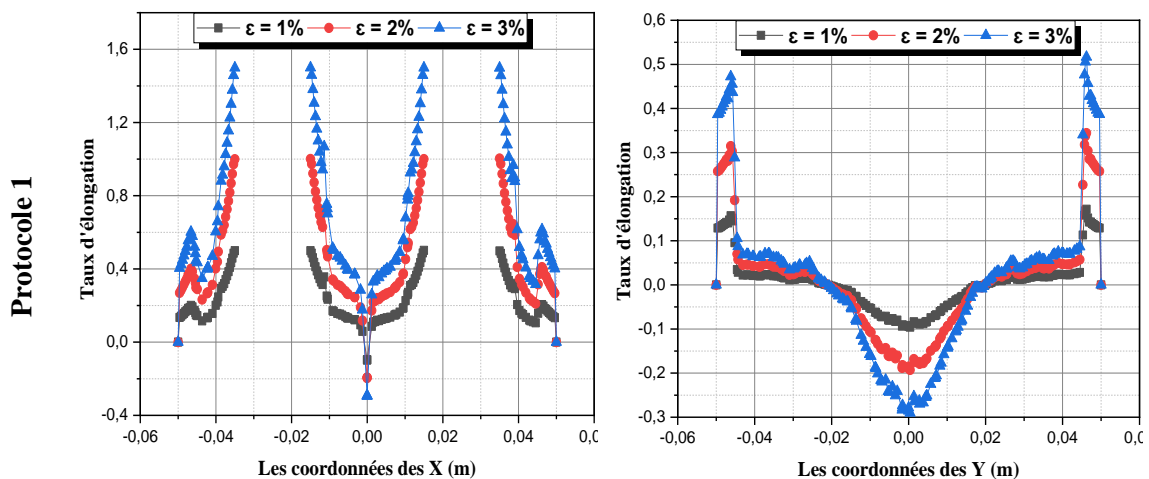 Protocole 1
Taux d'élongation
ε = 1% ε = 2% ε = 3%
1,6
1,2
0,8
0,4
0,0
-0,4
-0,06 -0,04 -0,02 0,00 0,02 0,04 0,0
Les coordonnées des X (m)
Taux d'élongation
ε = 1% ε = 2% ε = 3%
0,6
0,5
0,4
0,3
0,2
0,1
0,0
-0,1
-0,2
-0,3
-0,06 -0,04 -0,02 0,00 0,02 0,04 0,0
Les coordonnées des Y (m)